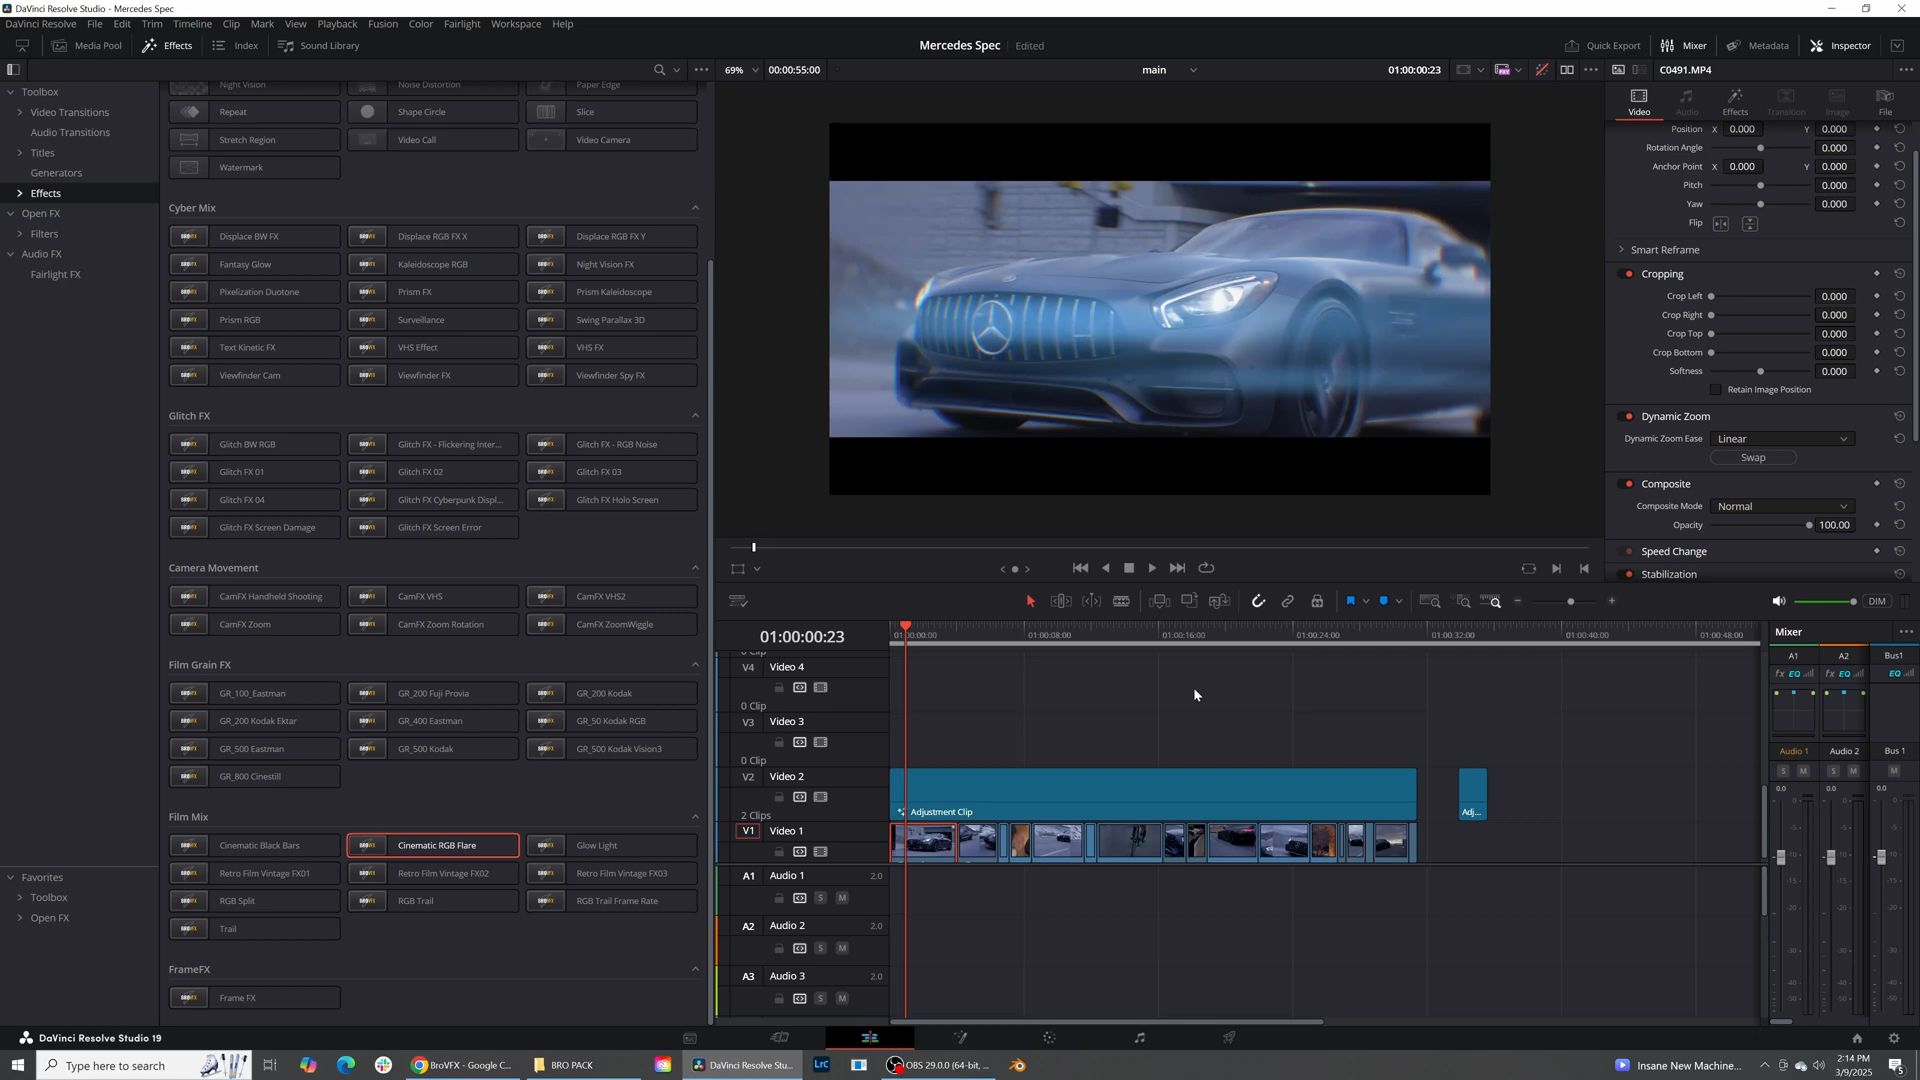 DaVinci Resolve Studio - Mercedes Spec
DaVinci Resolve File Edit Trim Timeline Clip Mark View Playback Fusion Color Fairlight Workspace Help
Media Pool Effects Index Sound Library Mercedes Spec Edited Quick Export Mixer Metadata Inspector
69% 00:00:55:00 main 01:00:00:23 C0491.MP4
Toolbox
Video Transitions
Audio Transitions
Titles
Generators
Effects
Open FX
Filters
Audio FX
Fairlight FX
Favorites
Toolbox
Open FX
Night Vision Noise Distortion Paper Edge
Repeat Shape Circle Slice
Stretch Region Video Call Video Camera
Watermark
Cyber Mix
Displace BW FX Displace RGB FX X Displace RGB FX Y
Fantasy Glow Kaleidoscope RGB Night Vision FX
Pixelization Duotone Prism FX Prism Kaleidoscope
Prism RGB Surveillance Swing Parallax 3D
Text Kinetic FX VHS Effect VHS FX
Viewfinder Cam Viewfinder FX Viewfinder Spy FX
Glitch FX
Glitch BW RGB Glitch FX - Flickering Inter... Glitch FX - RGB Noise
Glitch FX 01 Glitch FX 02 Glitch FX 03
Glitch FX 04 Glitch FX Cyberpunk Displ... Glitch FX Holo Screen
Glitch FX Screen Damage Glitch FX Screen Error
Camera Movement
CamFX Handheld Shooting CamFX VHS CamFX VHS2
CamFX Zoom CamFX Zoom Rotation CamFX ZoomWiggle
Film Grain FX
GR_100_Eastman GR_200 Fuji Provia GR_200 Kodak
GR_200 Kodak Ektar GR_400 Eastman GR_50 Kodak RGB
GR_500 Eastman GR_500 Kodak GR_500 Kodak Vision3
GR_800 Cinestill
Film Mix
Cinematic Black Bars Cinematic RGB Flare Glow Light
Retro Film Vintage FX01 Retro Film Vintage FX02 Retro Film Vintage FX03
RGB Split RGB Trail RGB Trail Frame Rate
Trail
FrameFX
Frame FX
Video Audio Effects Transition Image File
Position X 0.000 Y 0.000
Rotation Angle 0.000
Anchor Point X 0.000 Y 0.000
Pitch 0.000
Yaw 0.000
Flip
Smart Reframe
Cropping
Crop Left 0.000
Crop Right 0.000
Crop Top 0.000
Crop Bottom 0.000
Softness 0.000
Retain Image Position
Dynamic Zoom
Dynamic Zoom Ease Linear
Swap
Composite
Composite Mode Normal
Opacity 100.00
Speed Change
Stabilization
DIM
01:00:00:23 01:00:00:00 01:00:08:00 01:00:16:00 01:00:24:00 01:00:32:00 01:00:40:00 01:00:48:00
0 Clip
V4 Video 4
0 Clip
V3 Video 3
0 Clip
V2 Video 2
2 Clips
Adjustment Clip Adj...
V1 Video 1
A1 Audio 1 2.0
S M
A2 Audio 2 2.0
S M
A3 Audio 3 2.0
S M
Mixer
A1 A2 Bus1
fx EQ fx EQ EQ
Audio 1 Audio 2 Bus 1
S M S M M
0.0 0.0 0.0
DaVinci Resolve Studio 19
Type here to search BroVFX - Google C... BRO PACK DaVinci Resolve Stu... Lrc OBS 29.0.0 (64-bit, ... Insane New Machine... 2:14 PM
3/9/2025
5